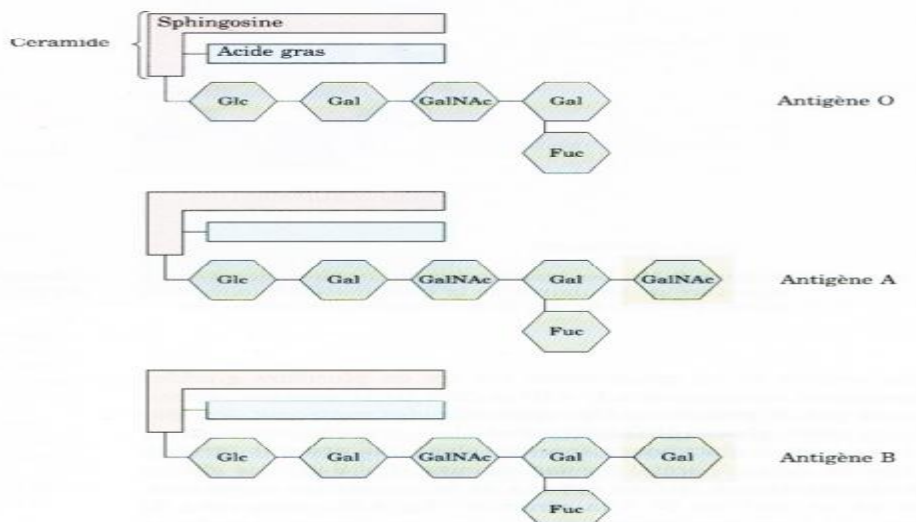 Sphingosine
Ceramide
Acide gras
Glc Gal GalNAc Gal Antigène O
Fuc
Glc Gal GalNAc Gal GalNAc Antigène A
Fuc
Glc Gal GalNAc Gal Gal Antigène B
Fuc